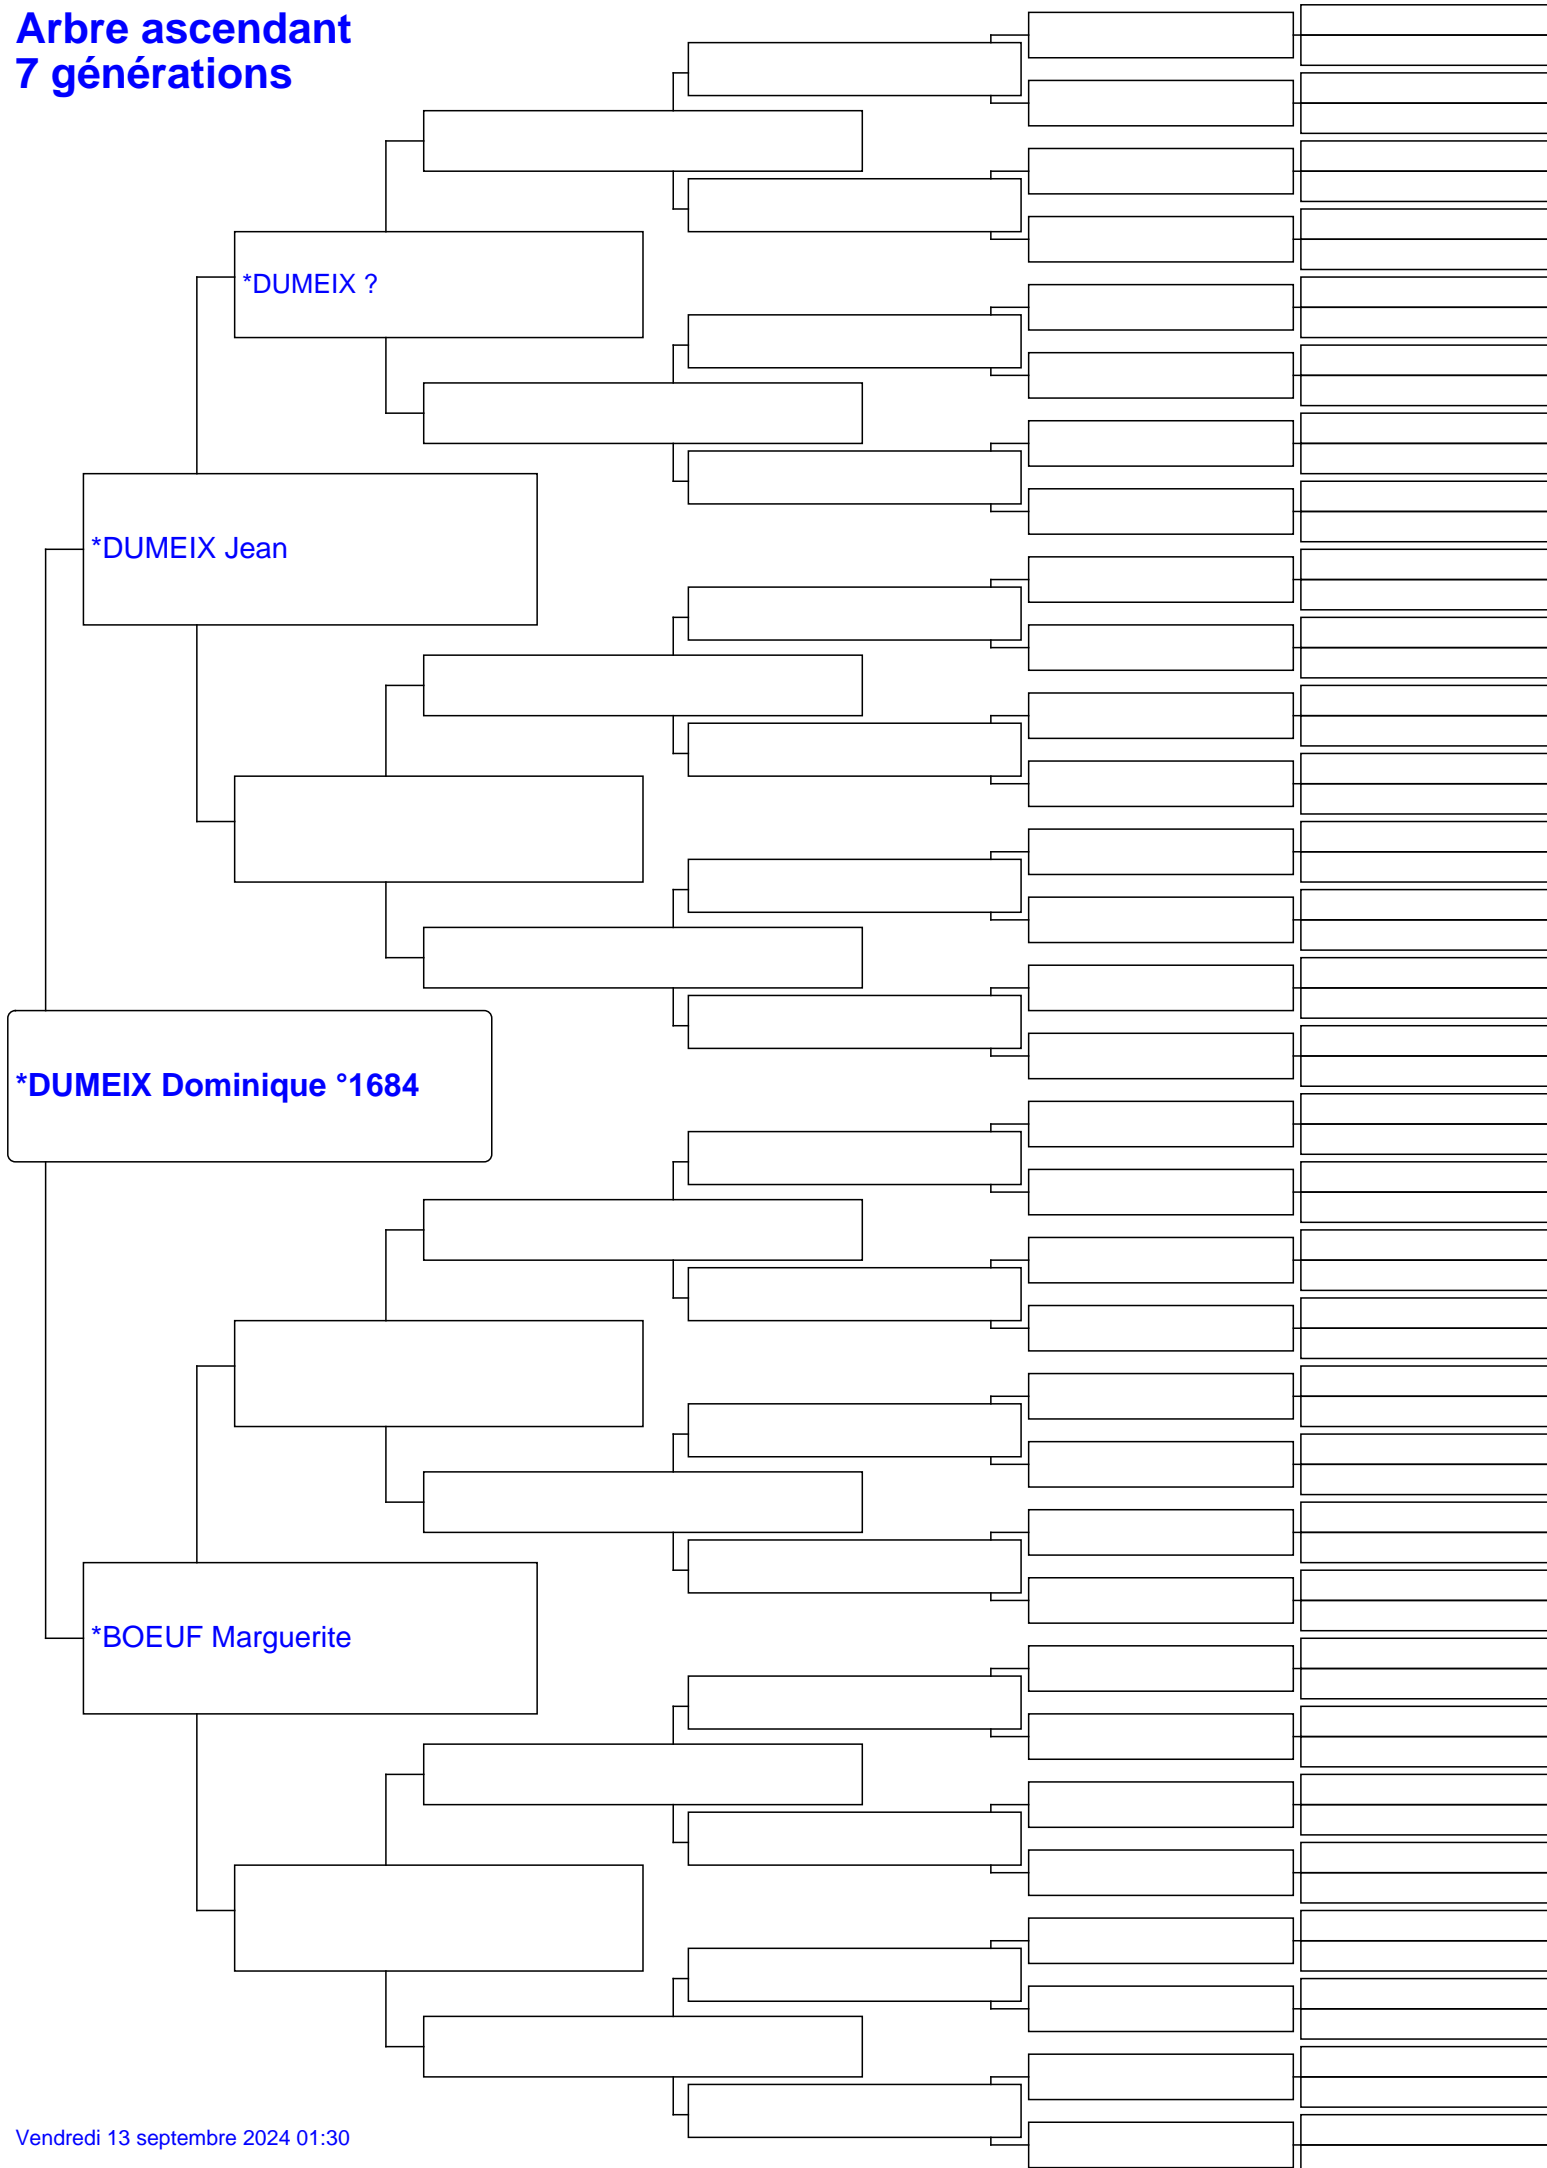 Arbre ascendant
7 générations
*DUMEIX ?
*DUMEIX Jean
*DUMEIX Dominique °1684
*BOEUF Marguerite
Vendredi 13 septembre 2024 01:30